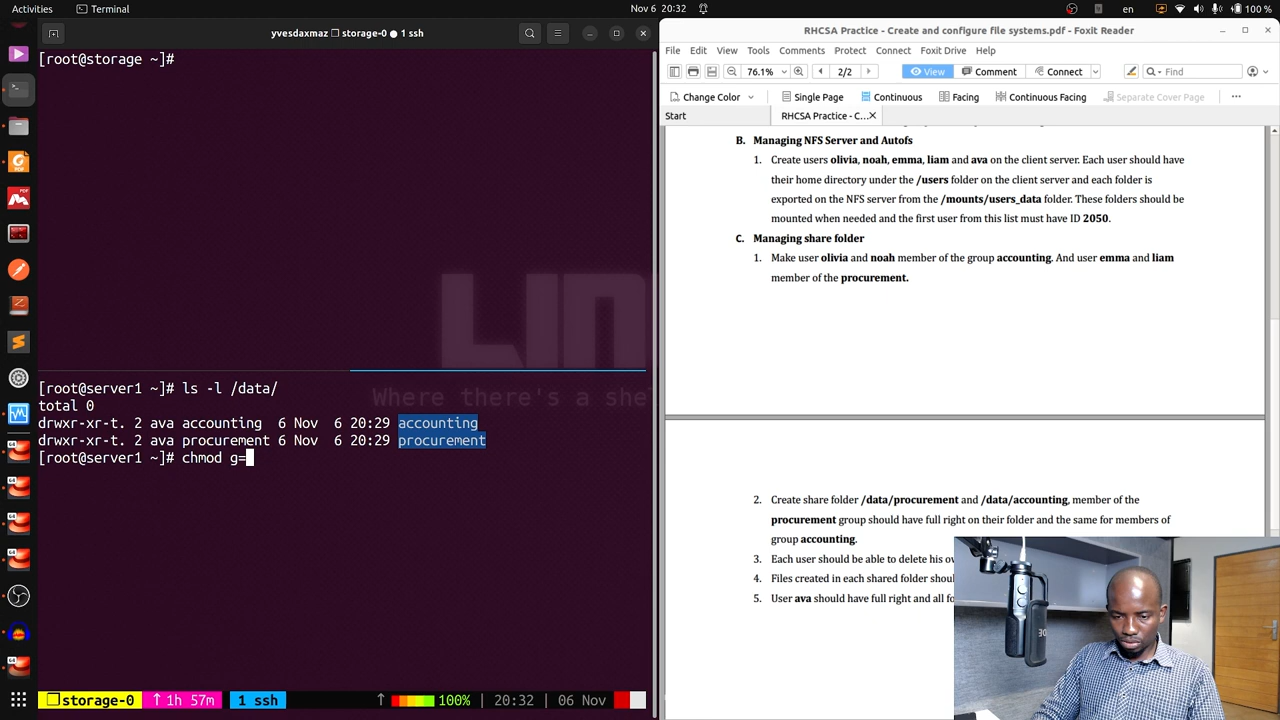 Activities
Terminal
Nov 6 20:32
100 %
yvesdaxmaz □ storage-0 ● 1 ssh
RHCSA Practice - Create and configure file systems.pdf - Foxit Reader
File Edit View Tools Comments Protect Connect Foxit Drive Help
76.1% 2/2 View Comment Connect Find
Change Color Single Page Continuous Facing Continuous Facing Separate Cover Page ...
Start RHCSA Practice - C...
[root@storage ~]#
LIN
Where there's a she
[root@server1 ~]# ls -l /data/
total 0
drwxr-xr-t. 2 ava accounting  6 Nov  6 20:29 accounting
drwxr-xr-t. 2 ava procurement 6 Nov  6 20:29 procurement
[root@server1 ~]# chmod g=
storage-0 ↑ 1h 57m 1 ssh ↑ 100% | 20:32 | 06 Nov
B. Managing NFS Server and Autofs
1. Create users olivia, noah, emma, liam and ava on the client server. Each user should have
their home directory under the /users folder on the client server and each folder is
exported on the NFS server from the /mounts/users_data folder. These folders should be
mounted when needed and the first user from this list must have ID 2050.
C. Managing share folder
1. Make user olivia and noah member of the group accounting. And user emma and liam
member of the procurement.
2. Create share folder /data/procurement and /data/accounting, member of the
procurement group should have full right on their folder and the same for members of
group accounting.
3. Each user should be able to delete his
4. Files created in each shared folder
5. User ava should have full right and all